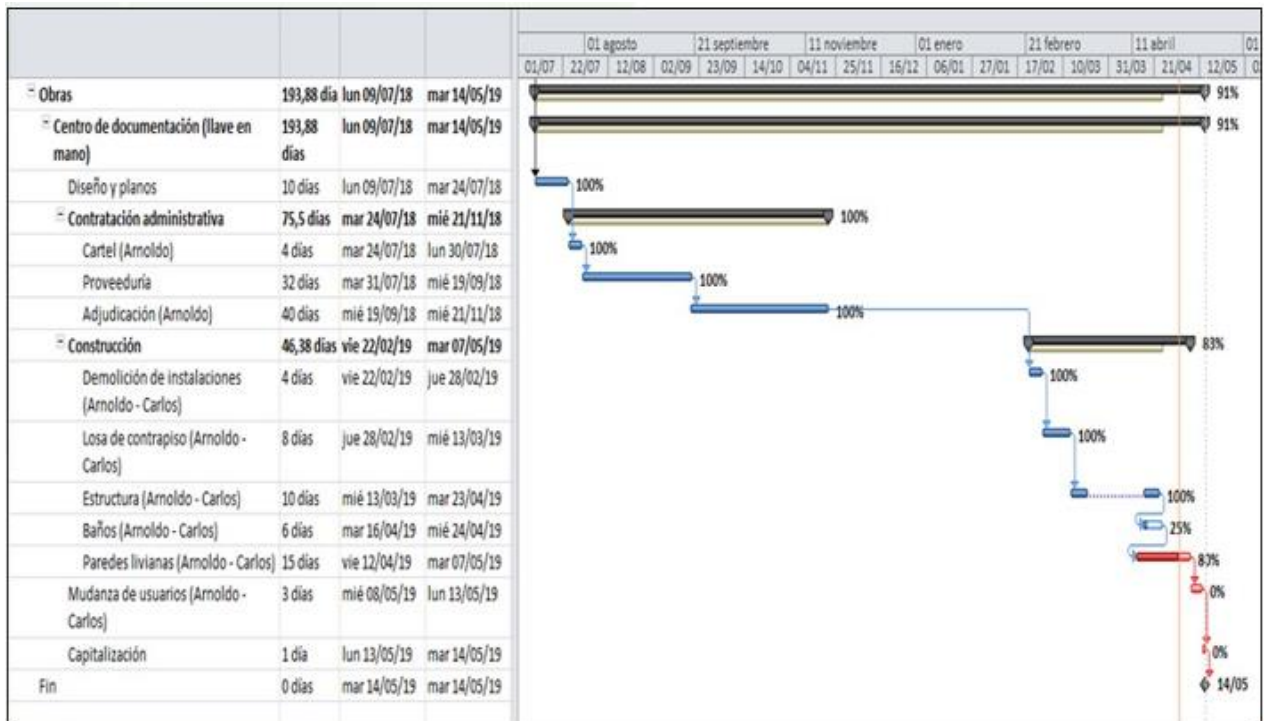 01 agosto 21 septiembre 11 noviembre 01 enero 21 febrero 11 abril 01
01/07 22/07 12/08 02/09 23/09 14/10 04/11 25/11 16/12 06/01 27/01 17/02 10/03 31/03 21/04 12/05 0
Obras 193,88 día lun 09/07/18 mar 14/05/19 91%
Centro de documentación (llave en 193,88 lun 09/07/18 mar 14/05/19 91%
mano) días
Diseño y planos 10 días lun 09/07/18 mar 24/07/18 100%
Contratación administrativa 75,5 días mar 24/07/18 mié 21/11/18 100%
Cartel (Arnoldo) 4 días mar 24/07/18 lun 30/07/18 100%
Proveeduría 32 días mar 31/07/18 mié 19/09/18 100%
Adjudicación (Arnoldo) 40 días mié 19/09/18 mié 21/11/18 100%
Construcción 46,38 días vie 22/02/19 mar 07/05/19 83%
Demolición de instalaciones 4 días vie 22/02/19 jue 28/02/19 100%
(Arnoldo - Carlos)
Losa de contrapiso (Arnoldo - 8 días jue 28/02/19 mié 13/03/19 100%
Carlos)
Estructura (Arnoldo - Carlos) 10 días mié 13/03/19 mar 23/04/19 100%
Baños (Arnoldo - Carlos) 6 días mar 16/04/19 mié 24/04/19 25%
Paredes livianas (Arnoldo - Carlos) 15 días vie 12/04/19 mar 07/05/19
Mudanza de usuarios (Arnoldo - 3 días mié 08/05/19 lun 13/05/19 0%
Carlos)
Capitalización 1 día lun 13/05/19 mar 14/05/19 0%
Fin 0 días mar 14/05/19 mar 14/05/19 14/05